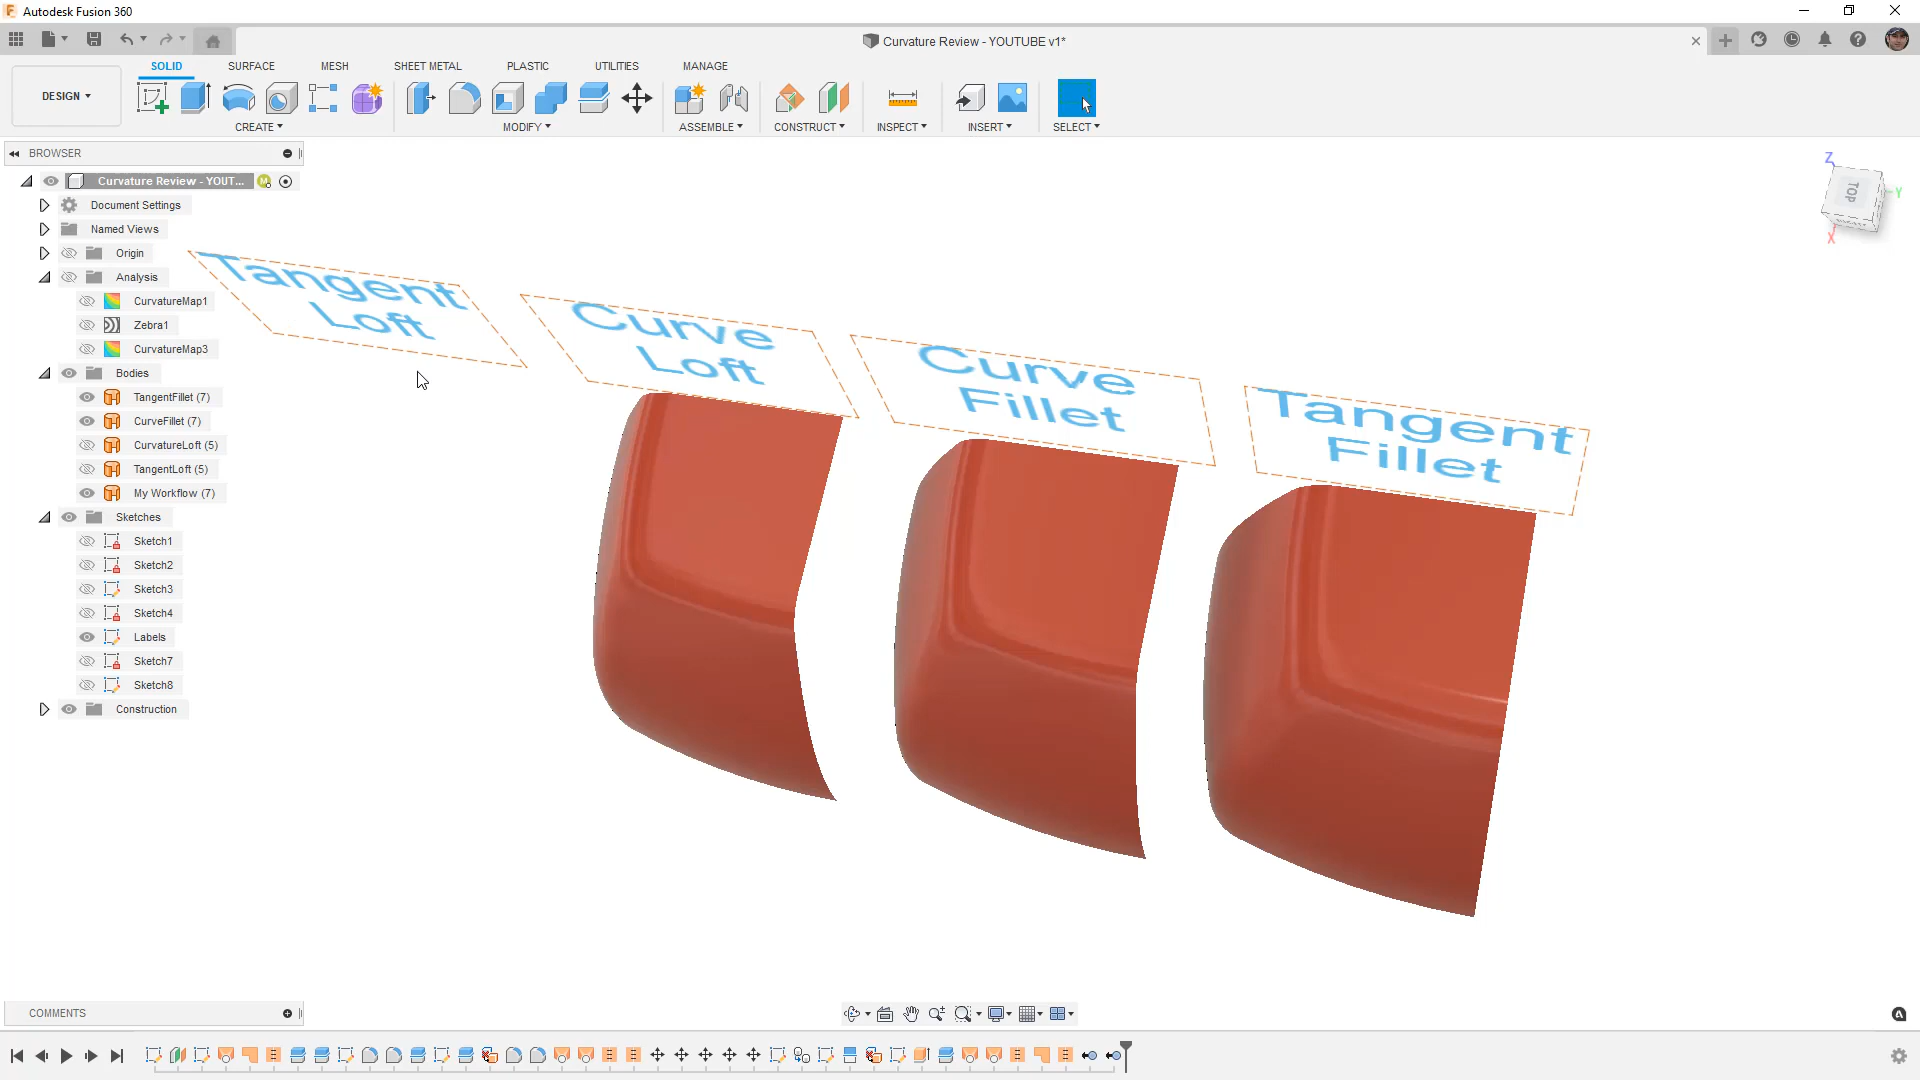 Autodesk Fusion 360
Curvature Review - YOUTUBE v1*
DESIGN
SOLID
SURFACE
MESH
SHEET METAL
PLASTIC
UTILITIES
MANAGE
CREATE
MODIFY
ASSEMBLE
CONSTRUCT
INSPECT
INSERT
SELECT
BROWSER
Curvature Review - YOUT...
Document Settings
Named Views
Origin
Analysis
CurvatureMap1
Zebra1
CurvatureMap3
Bodies
TangentFillet (7)
CurveFillet (7)
CurvatureLoft (5)
TangentLoft (5)
My Workflow (7)
Sketches
Sketch1
Sketch2
Sketch3
Sketch4
Labels
Sketch7
Sketch8
Construction
Tangent
Loft
Curve
Loft
Curve
Fillet
Tangent
Fillet
Z
TOP
Y
X
COMMENTS